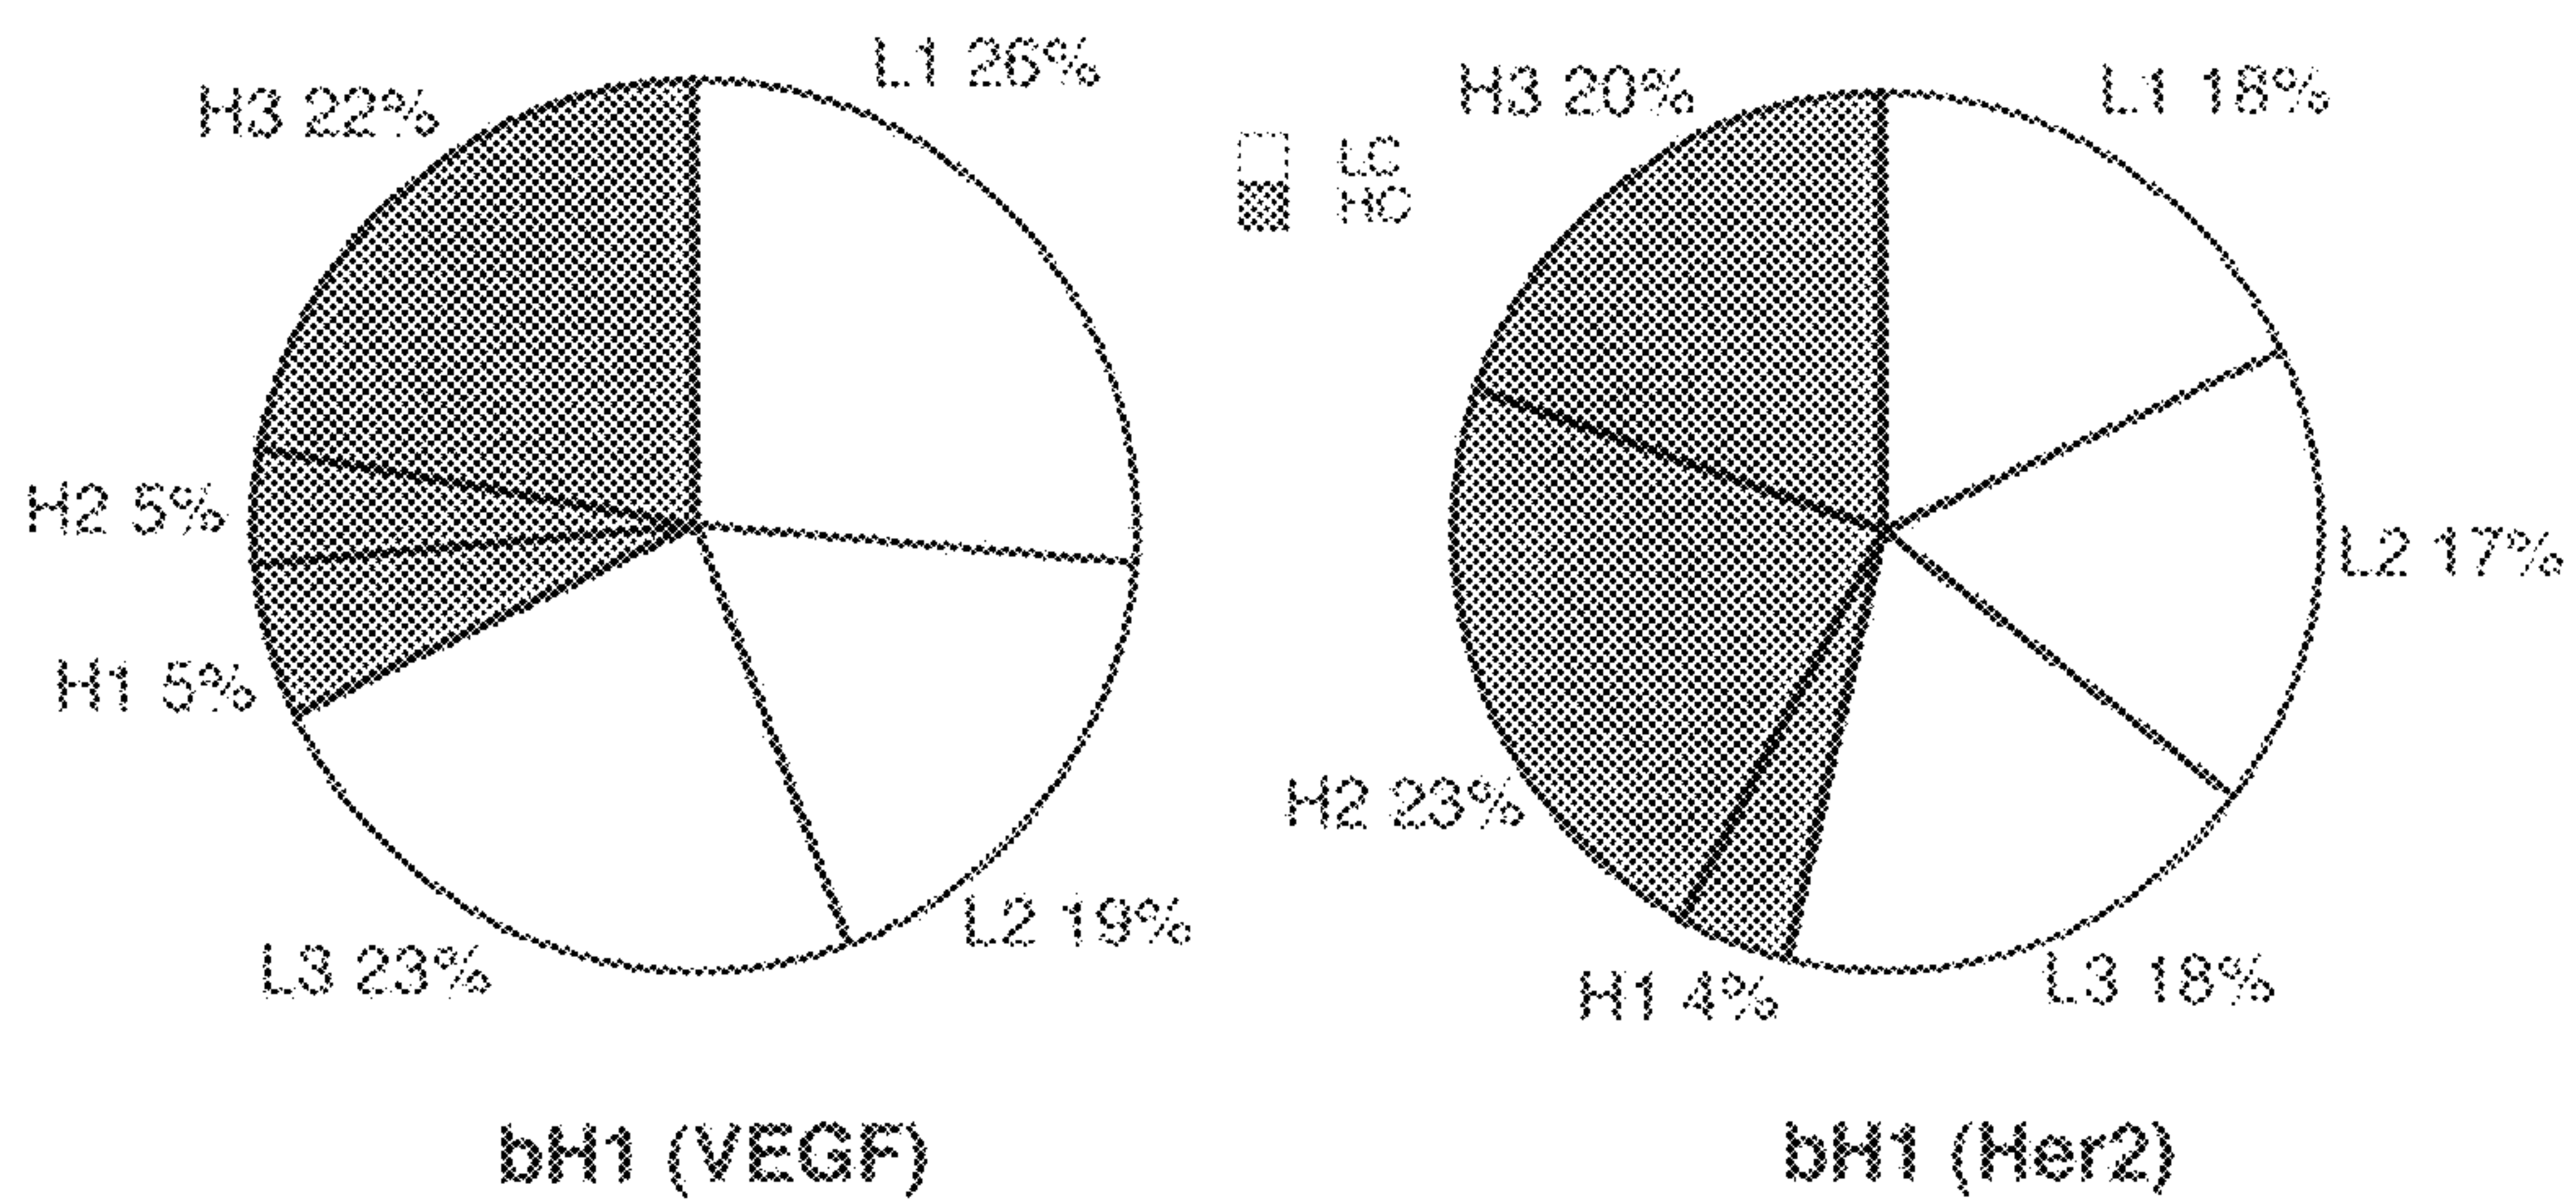 L1 26%
H3 22%
H2 5%
H1 5%
L3 23%
L2 19%
bH1 (VEGF)
LC
HC
H3 20%
L1 18%
L2 17%
H2 23%
H1 4%
L3 18%
bH1 (Her2)